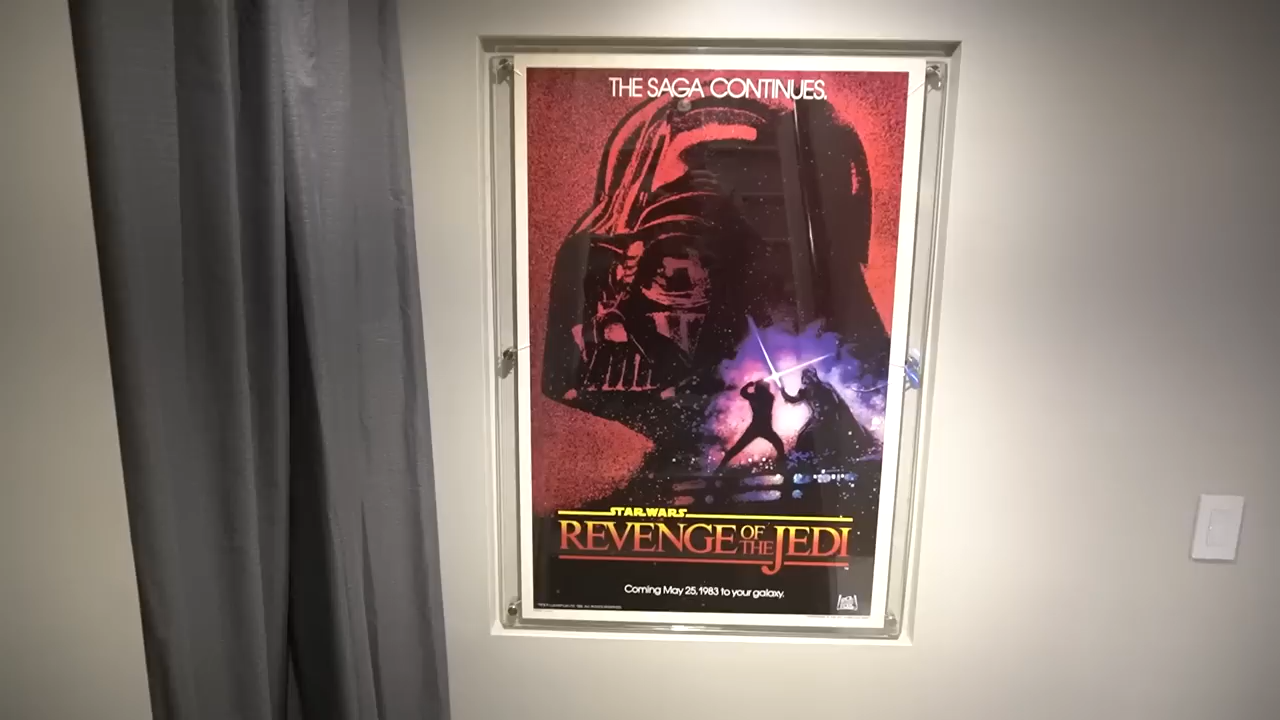 THE SAGA CONTINUES.
STAR WARS
REVENGE OF THE JEDI
Coming May 25, 1983 to your galaxy.